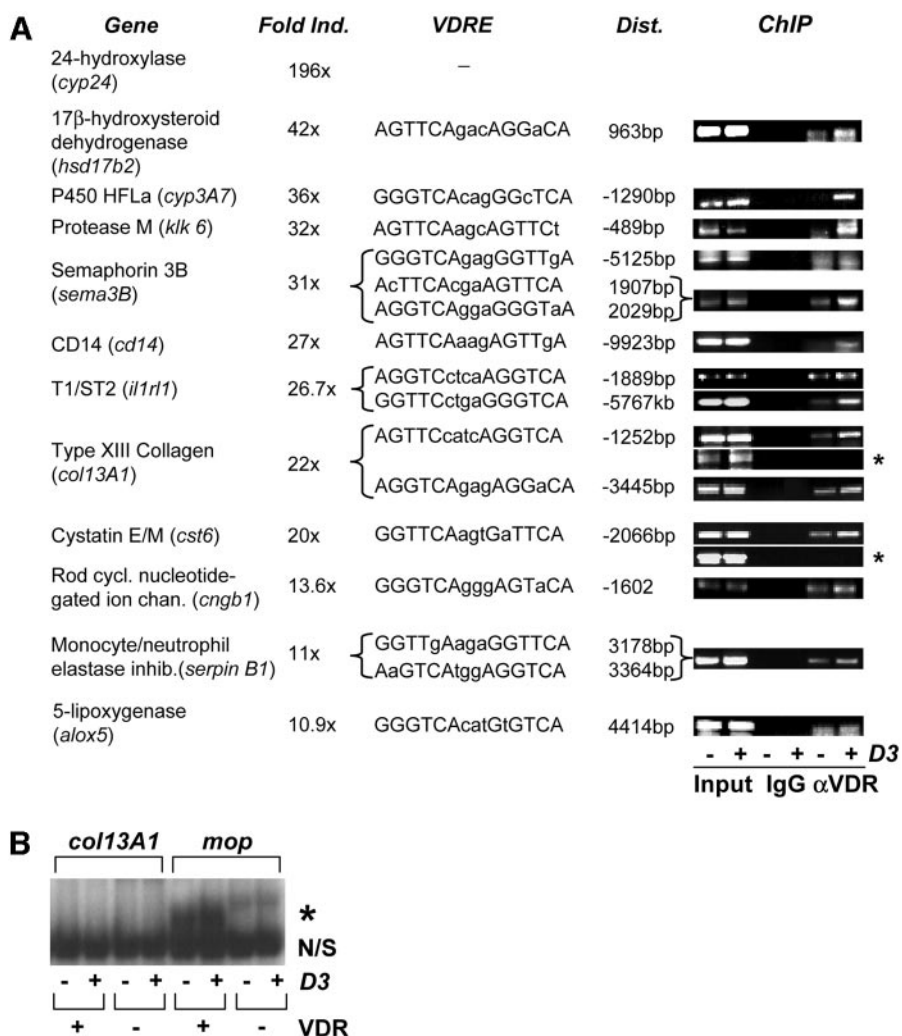 A
Gene Fold Ind. VDRE Dist. ChIP
24-hydroxylase
(cyp24) 196x –
17β-hydroxysteroid
dehydrogenase
(hsd17b2) 42x AGTTCAgacAGGaCA 963bp
P450 HFLa (cyp3A7) 36x GGGTCAcagGGcTCA -1290bp
Protease M (klk 6) 32x AGTTCAagcAGTTCt -489bp
Semaphorin 3B
(sema3B) 31x
GGGTCAgagGGTTgA -5125bp
AcTTCAcgaAGTTCA 1907bp
AGGTCAggaGGGTaA 2029bp
CD14 (cd14) 27x AGTTCAaagAGTTgA -9923bp
T1/ST2 (il1rl1) 26.7x
AGGTCctcaAGGTCA -1889bp
GGTTCctgaGGGTCA -5767kb
Type XIII Collagen
(col13A1) 22x
AGTTCcatcAGGTCA -1252bp
*
AGGTCAgagAGGaCA -3445bp
Cystatin E/M (cst6) 20x GGTTCAagtGaTTCA -2066bp
*
Rod cycl. nucleotide-
gated ion chan. (cngb1) 13.6x GGGTCAgggAGTaCA -1602
Monocyte/neutrophil
elastase inhib.(serpin B1) 11x
GGTTgAagaGGTTCA 3178bp
AaGTCAtggAGGTCA 3364bp
5-lipoxygenase
(alox5) 10.9x GGGTCAcatGtGTCA 4414bp
- + - + - + D3
Input IgG αVDR
B
col13A1 mop
*
N/S
- + - + - + - + D3
+ - + - VDR